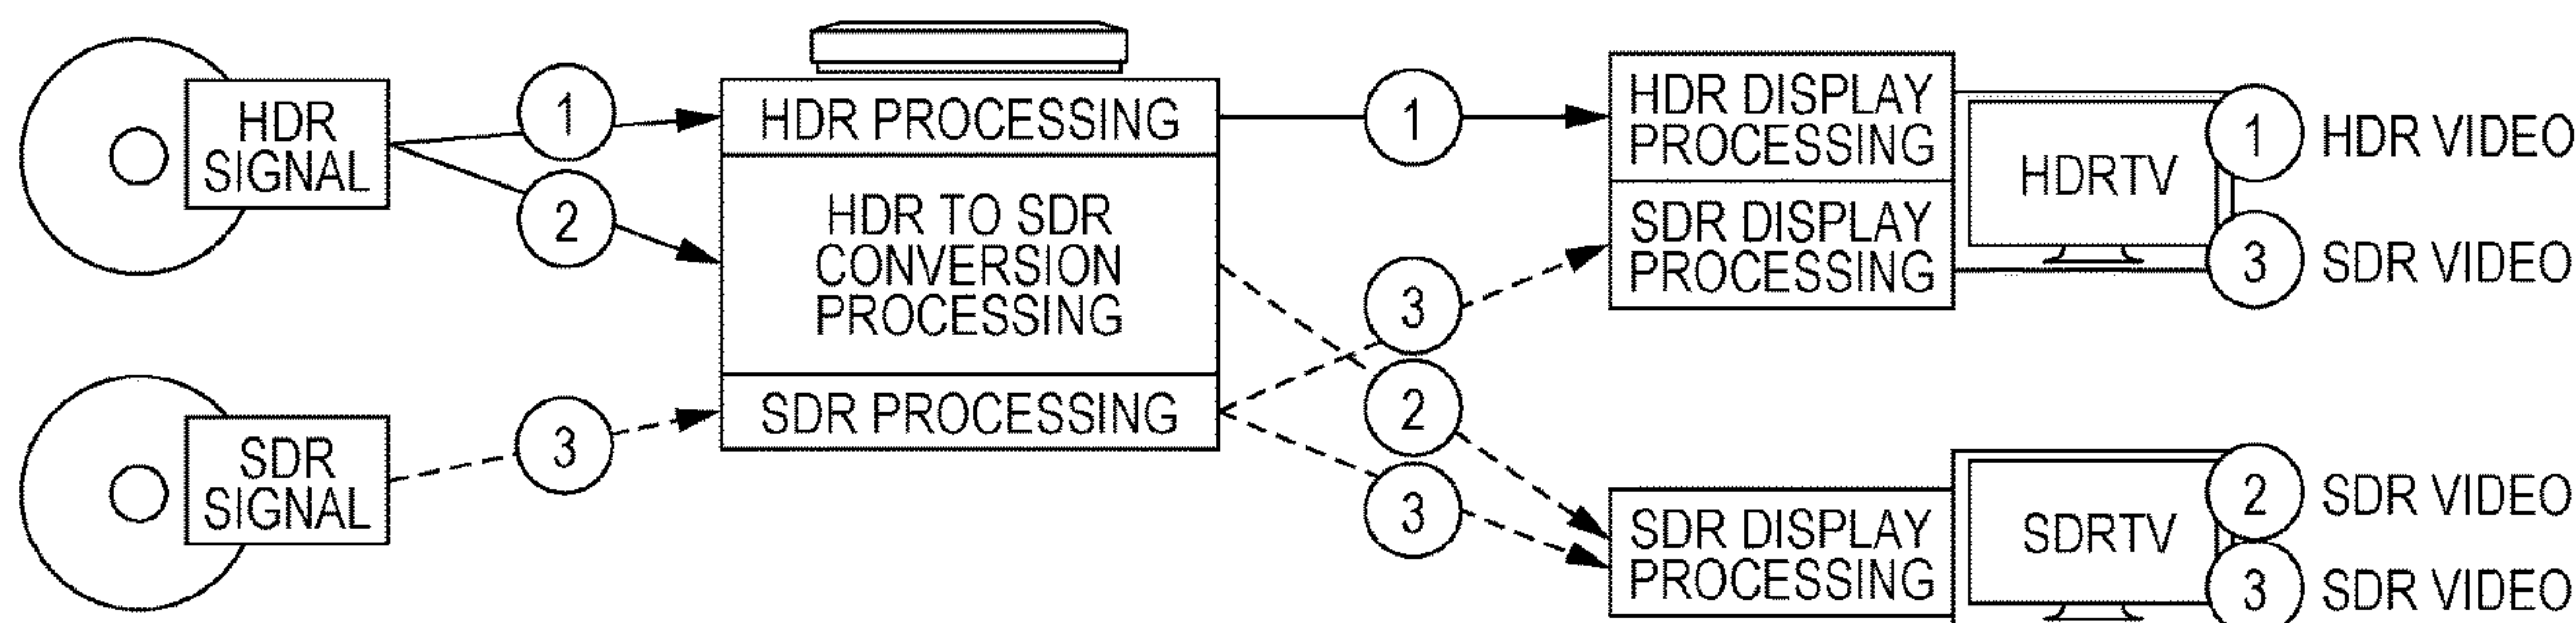 HDR
SIGNAL
1
2
HDR PROCESSING
HDR TO SDR
CONVERSION
PROCESSING
SDR PROCESSING
SDR
SIGNAL
3
1
3
2
3
HDR DISPLAY
PROCESSING
SDR DISPLAY
PROCESSING
HDRTV
1 HDR VIDEO
3 SDR VIDEO
SDR DISPLAY
PROCESSING
SDRTV
2 SDR VIDEO
3 SDR VIDEO